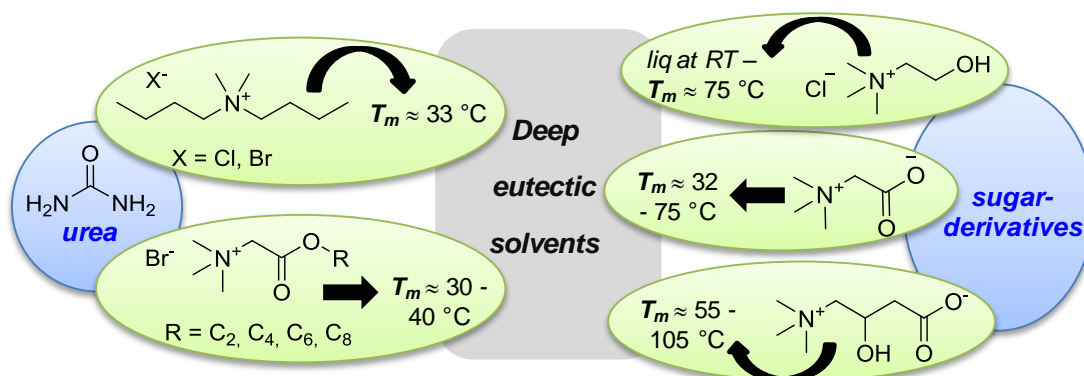 X⁻
N⁺
Tm ≈ 33 °C
X = Cl, Br
O
H₂N
NH₂
urea
Br⁻
N⁺
O
R
O
Tm ≈ 30 -
40 °C
R = C₂, C₄, C₆, C₈
Deep
eutectic
solvents
liq at RT –
Tm ≈ 75 °C
Cl⁻
N⁺
OH
Tm ≈ 32
- 75 °C
N⁺
O⁻
O
sugar-
derivatives
Tm ≈ 55 -
105 °C
N⁺
OH
O
O⁻